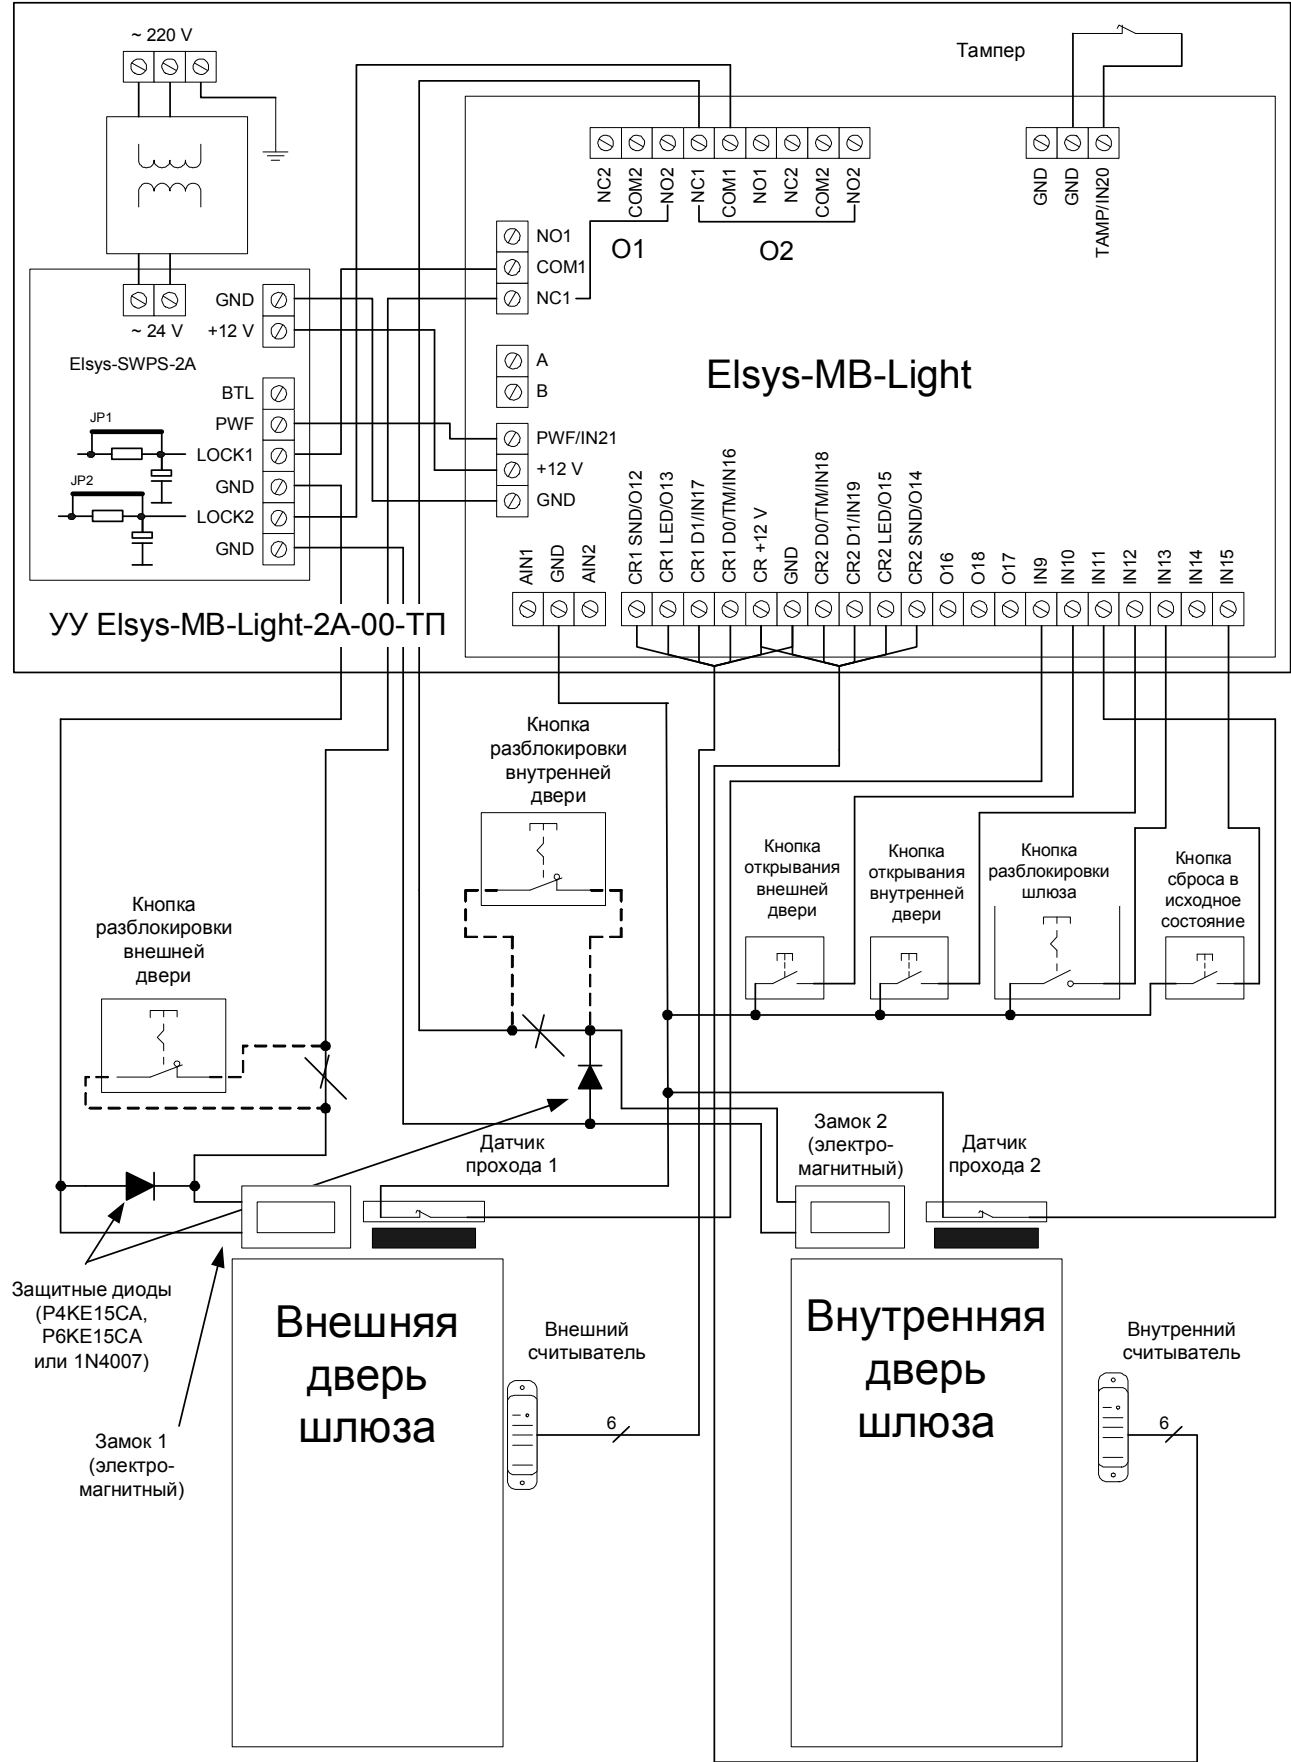 ~ 220 V
Тампер
NC2
COM2
NO2
NC1
COM1
NO1
NC2
COM2
NO2
GND
GND
TAMP/IN20
O1
O2
NO1
COM1
NC1
~ 24 V
GND
+12 V
Elsys-SWPS-2A
BTL
PWF
LOCK1
GND
LOCK2
GND
JP1
JP2
A
B
Elsys-MB-Light
PWF/IN21
+12 V
GND
AIN1
GND
AIN2
CR1 SND/O12
CR1 LED/O13
CR1 D1/IN17
CR1 D0/TM/IN16
CR +12 V
GND
CR2 D0/TM/IN18
CR2 D1/IN19
CR2 LED/O15
CR2 SND/O14
O16
O18
O17
IN9
IN10
IN11
IN12
IN13
IN14
IN15
УУ Elsys-MB-Light-2A-00-ТП
Кнопка
разблокировки
внутренней
двери
Кнопка
открывания
внешней
двери
Кнопка
открывания
внутренней
двери
Кнопка
разблокировки
шлюза
Кнопка
сброса в
исходное
состояние
Кнопка
разблокировки
внешней
двери
Датчик
прохода 1
Замок 2
(электро-
магнитный)
Датчик
прохода 2
Защитные диоды
(P4KE15CA,
P6KE15CA
или 1N4007)
Замок 1
(электро-
магнитный)
Внешняя
дверь
шлюза
Внешний
считыватель
6
Внутренняя
дверь
шлюза
Внутренний
считыватель
6